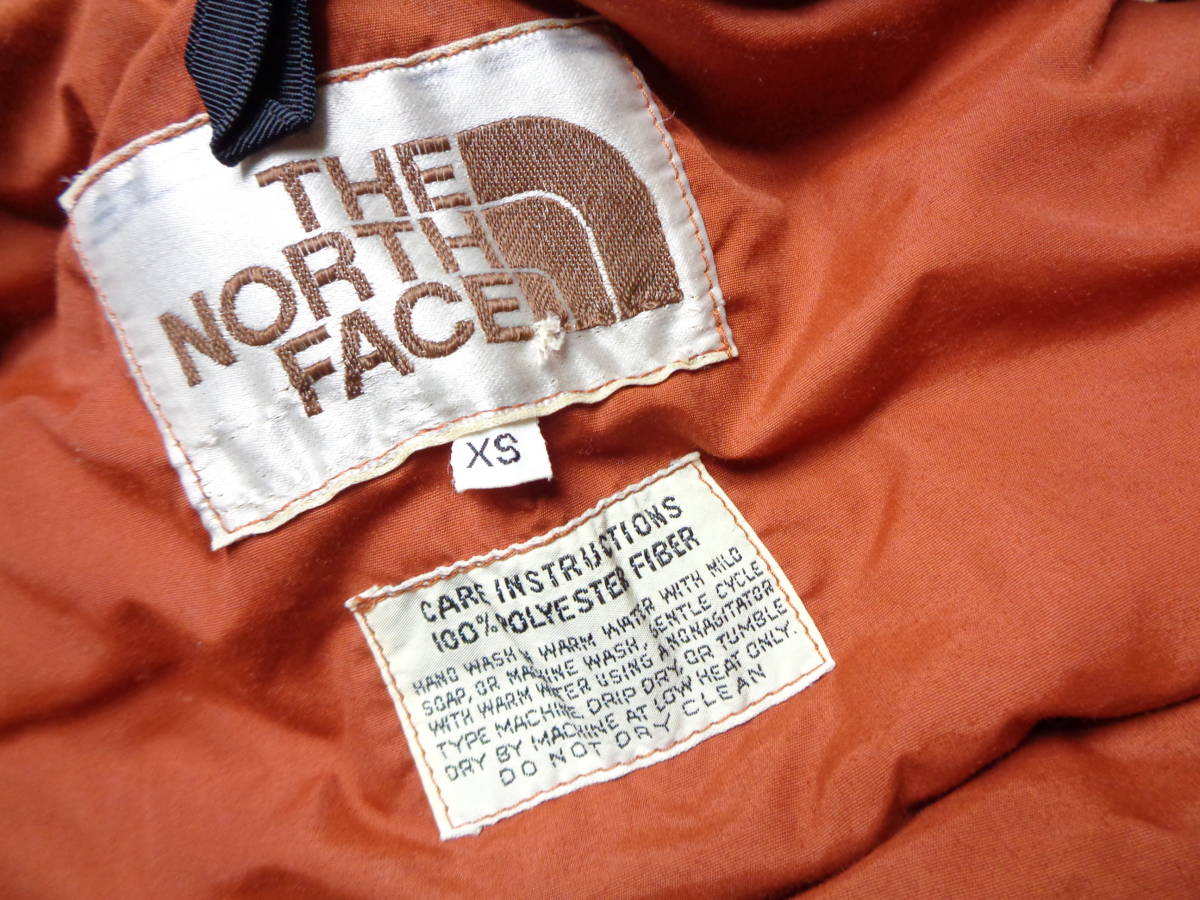 THE
NORTH
FACE
XS
CARE INSTRUCTIONS
100% POLYESTER FIBER
HAND WASH WARM WATER WITH MILD
SOAP, OR MACHINE WASH, GENTLE CYCLE
WITH WARM WATER USING A NONAGITATOR
TYPE MACHINE, DRIP DRY OR TUMBLE
DRY BY MACHINE AT LOW HEAT ONLY.
DO NOT DRY CLEAN